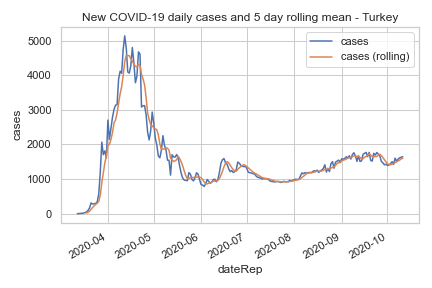 New COVID-19 daily cases and 5 day rolling mean - Turkey
cases
cases (rolling)
5000
4000
3000
2000
1000
0
cases
2020-04
2020-05
2020-06
2020-07
2020-08
2020-09
2020-10
dateRep